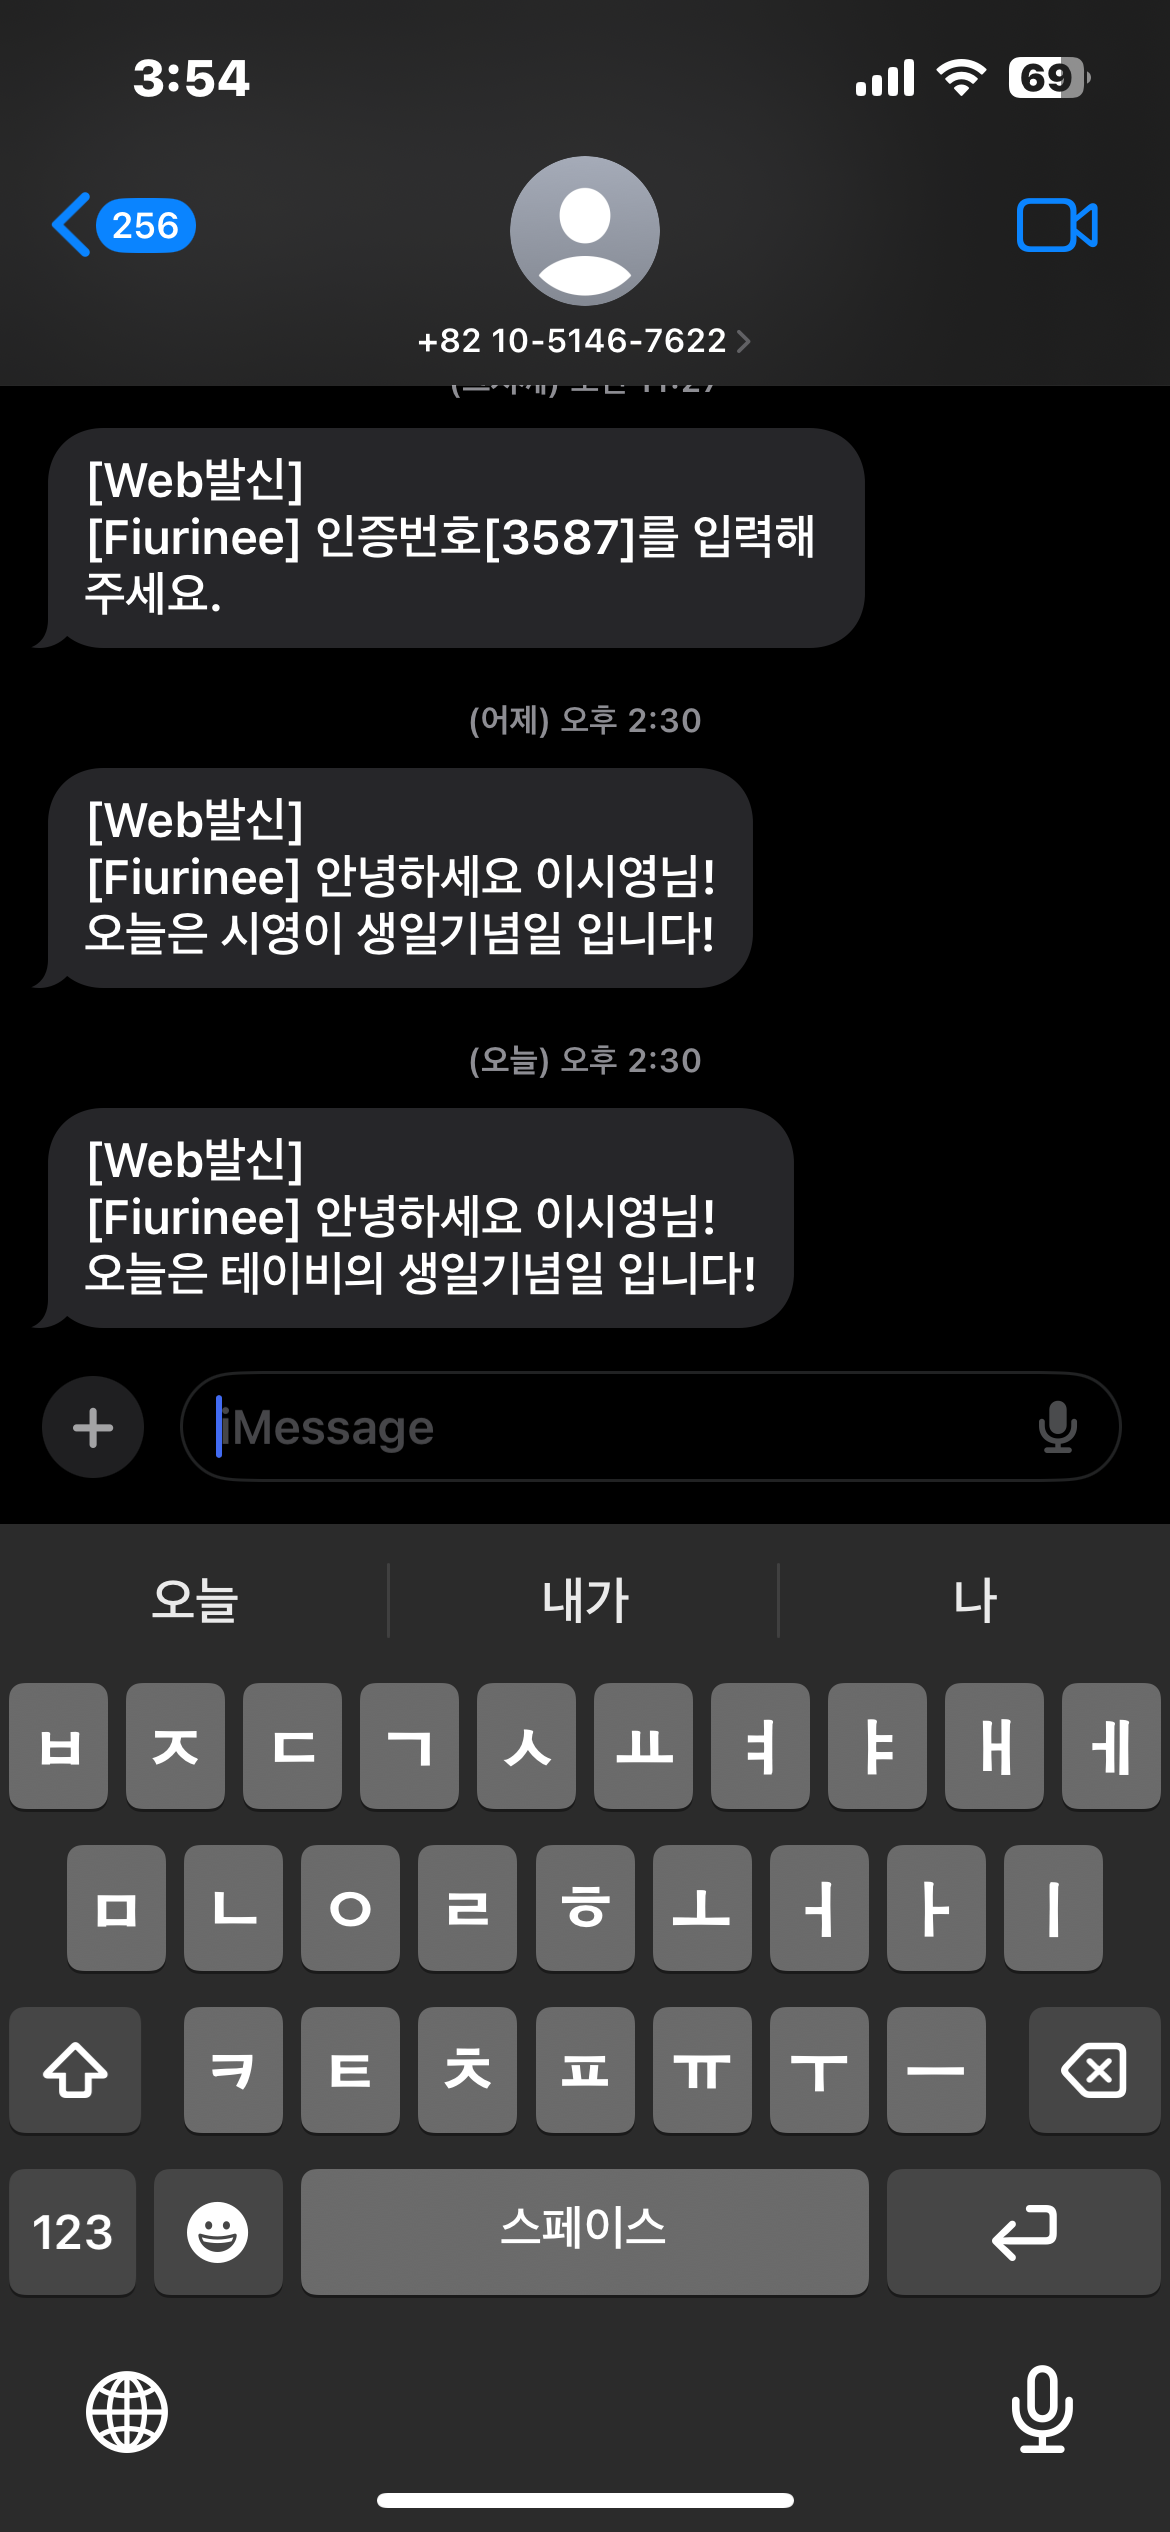 3:54
69
256
+82 10-5146-7622
[Web발신]
[Fiurinee] 인증번호[3587]를 입력해
주세요.
(어제) 오후 2:30
[Web발신]
[Fiurinee] 안녕하세요 이시영님!
오늘은 시영이 생일기념일 입니다!
(오늘) 오후 2:30
[Web발신]
[Fiurinee] 안녕하세요 이시영님!
오늘은 테이비의 생일기념일 입니다!
iMessage
오늘 내가 나
ㅂ ㅈ ㄷ ㄱ ㅅ ㅛ ㅕ ㅑ ㅐ ㅔ
ㅁ ㄴ ㅇ ㄹ ㅎ ㅗ ㅓ ㅏ ㅣ
ㅋ ㅌ ㅊ ㅍ ㅠ ㅜ ㅡ
123 스페이스